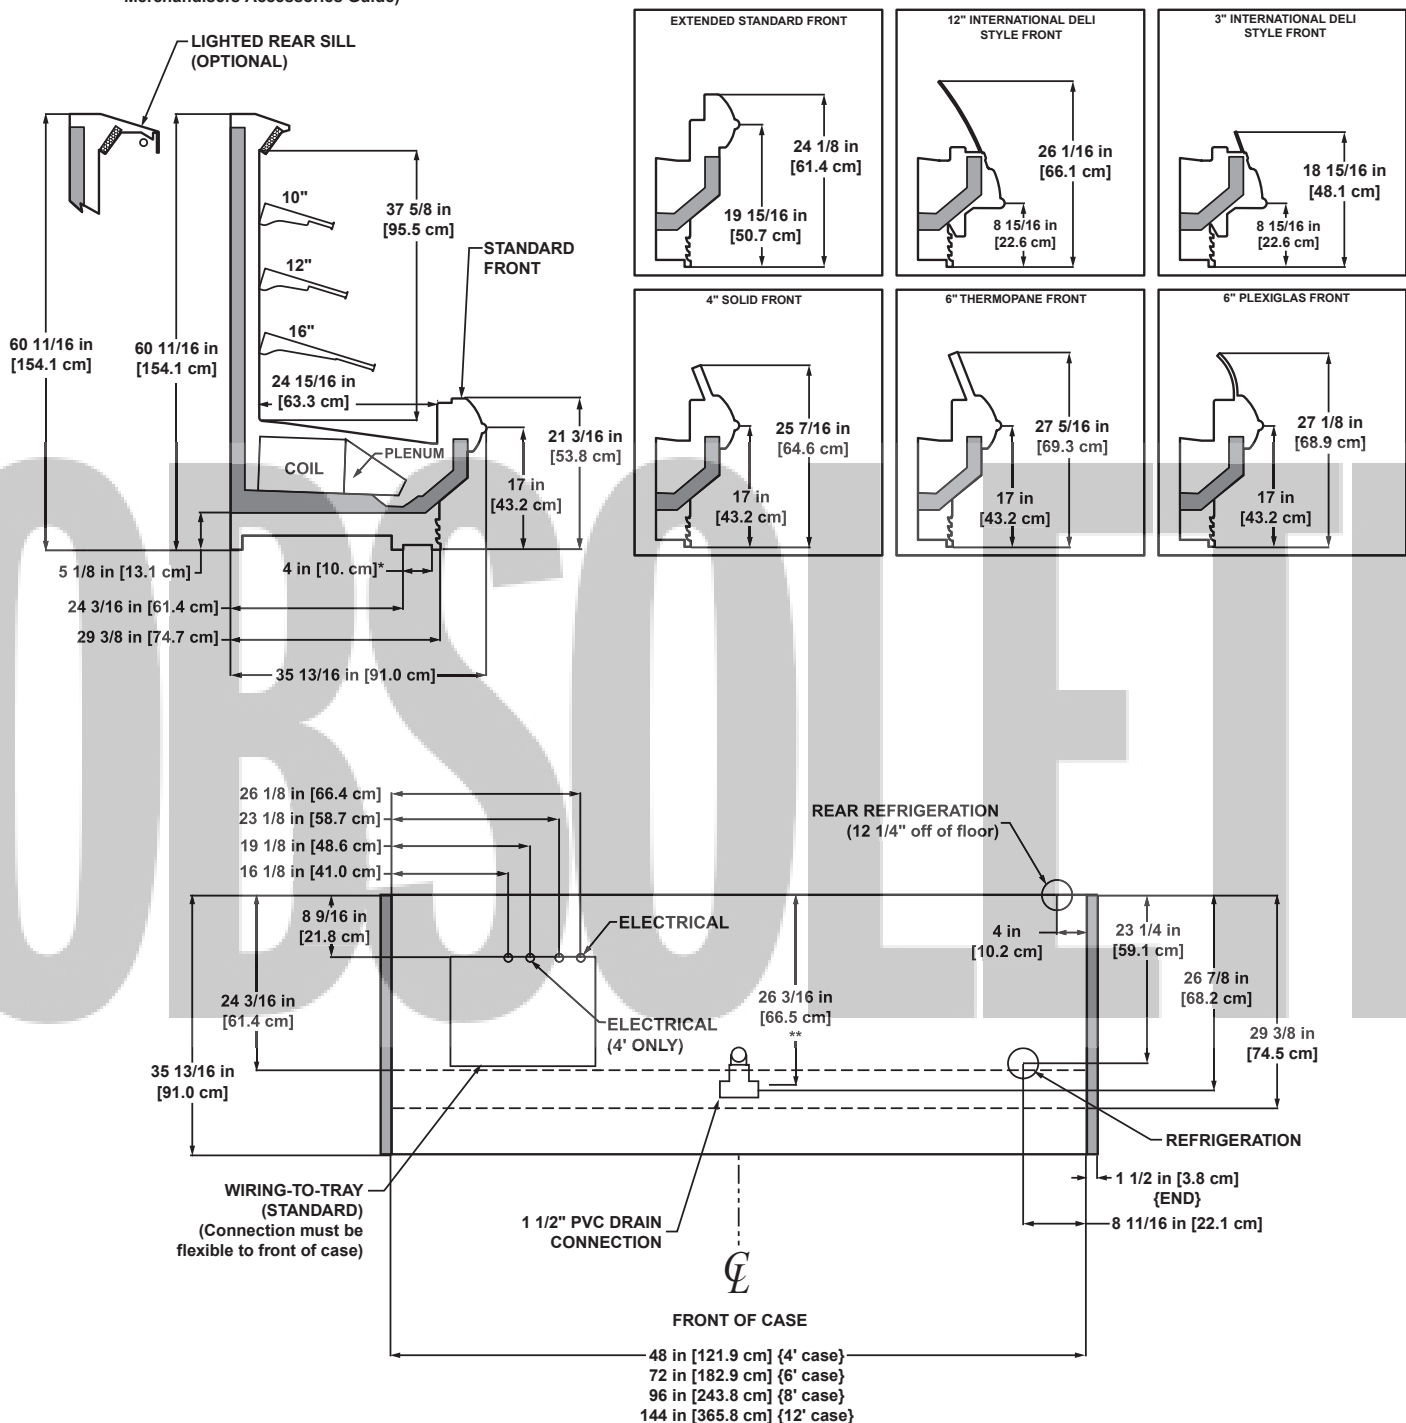 Merchandisers Accessories Guide)
LIGHTED REAR SILL
(OPTIONAL)
10"
12"
16"
37 5/8 in
[95.5 cm]
STANDARD
FRONT
60 11/16 in
[154.1 cm]
60 11/16 in
[154.1 cm]
24 15/16 in
[63.3 cm]
COIL
PLENUM
21 3/16 in
[53.8 cm]
17 in
[43.2 cm]
5 1/8 in [13.1 cm]
4 in [10. cm]*
24 3/16 in [61.4 cm]
29 3/8 in [74.7 cm]
35 13/16 in [91.0 cm]
EXTENDED STANDARD FRONT
24 1/8 in
[61.4 cm]
19 15/16 in
[50.7 cm]
12" INTERNATIONAL DELI
STYLE FRONT
26 1/16 in
[66.1 cm]
8 15/16 in
[22.6 cm]
3" INTERNATIONAL DELI
STYLE FRONT
18 15/16 in
[48.1 cm]
8 15/16 in
[22.6 cm]
4" SOLID FRONT
25 7/16 in
[64.6 cm]
17 in
[43.2 cm]
6" THERMOPANE FRONT
27 5/16 in
[69.3 cm]
17 in
[43.2 cm]
6" PLEXIGLAS FRONT
27 1/8 in
[68.9 cm]
17 in
[43.2 cm]
OBSOLETE
26 1/8 in [66.4 cm]
23 1/8 in [58.7 cm]
19 1/8 in [48.6 cm]
16 1/8 in [41.0 cm]
8 9/16 in
[21.8 cm]
24 3/16 in
[61.4 cm]
35 13/16 in
[91.0 cm]
ELECTRICAL
ELECTRICAL
(4' ONLY)
REAR REFRIGERATION
(12 1/4" off of floor)
4 in
[10.2 cm]
23 1/4 in
[59.1 cm]
26 7/8 in
[68.2 cm]
26 3/16 in
[66.5 cm]
**
29 3/8 in
[74.5 cm]
REFRIGERATION
1 1/2 in [3.8 cm]
{END}
8 11/16 in [22.1 cm]
WIRING-TO-TRAY
(STANDARD)
(Connection must be
flexible to front of case)
1 1/2" PVC DRAIN
CONNECTION
℄
FRONT OF CASE
48 in [121.9 cm] {4' case}
72 in [182.9 cm] {6' case}
96 in [243.8 cm] {8' case}
144 in [365.8 cm] {12' case}